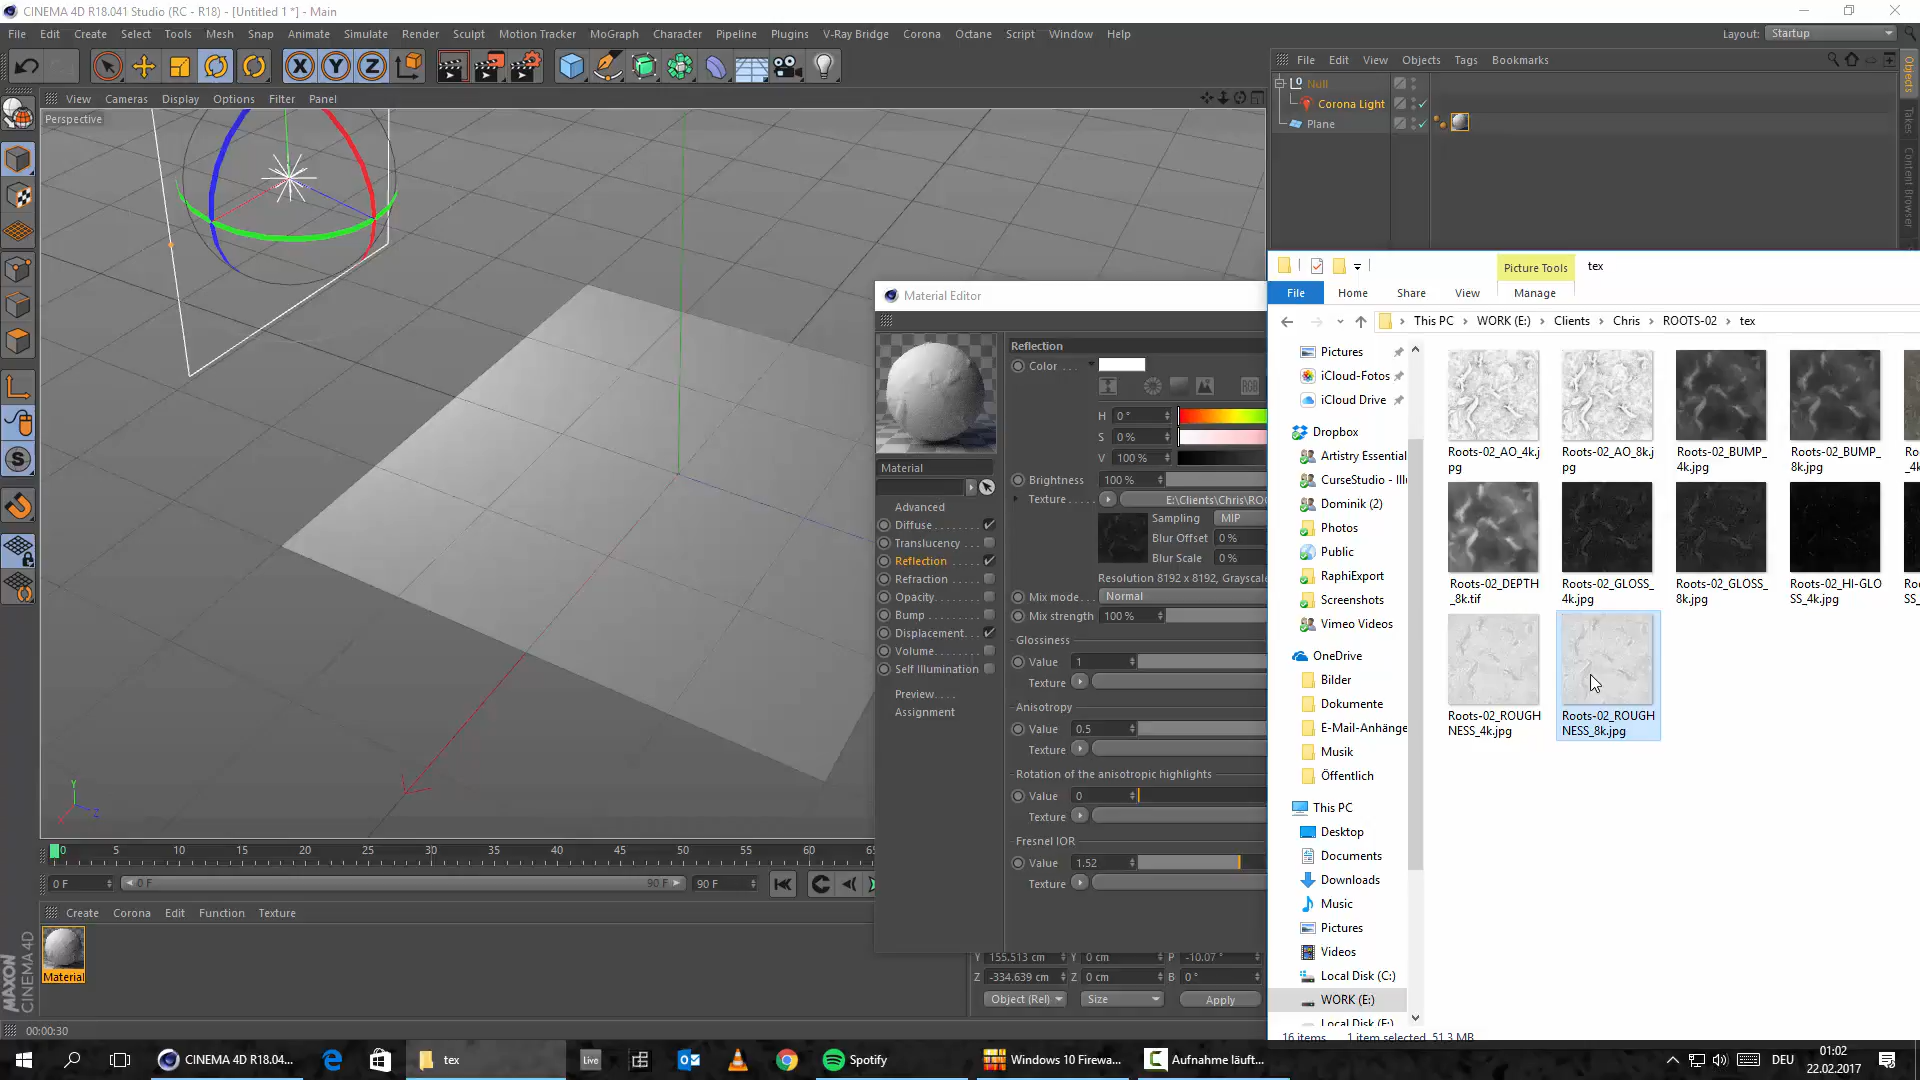 CINEMA 4D R18.041 Studio (RC - R18) - [Untitled 1 *] - Main
File Edit Create Select Tools Mesh Snap Animate Simulate Render Sculpt Motion Tracker MoGraph Character Pipeline Plugins V-Ray Bridge Corona Octane Script Window Help
Layout: Startup
File Edit View Objects Tags Bookmarks
Null
Corona Light
Plane
Objects
Takes
Content Browser
View Cameras Display Options Filter Panel
Perspective
Material Editor
Material
Advanced
Diffuse
Translucency
Reflection
Refraction
Opacity
Bump
Displacement
Volume
Self Illumination
Preview
Assignment
Reflection
Color
H 0 °
S 0 %
V 100 %
Brightness 100 %
Texture E:\Clients\Chris\ROO
Sampling MIP
Blur Offset 0 %
Blur Scale 0 %
Resolution 8192 x 8192, Grayscale
Mix mode Normal
Mix strength 100 %
Glossiness
Value 1
Texture
Anisotropy
Value 0.5
Texture
Rotation of the anisotropic highlights
Value 0
Texture
Fresnel IOR
Value 1.52
Texture
Picture Tools
tex
File Home Share View Manage
This PC WORK (E:) Clients Chris ROOTS-02 tex
Pictures
iCloud-Fotos
iCloud Drive
Dropbox
Artistry Essential
CurseStudio - Illu
Dominik (2)
Photos
Public
RaphiExport
Screenshots
Vimeo Videos
OneDrive
Bilder
Dokumente
E-Mail-Anhänge
Musik
Öffentlich
This PC
Desktop
Documents
Downloads
Music
Pictures
Videos
Local Disk (C:)
WORK (E:)
Local Disk (F:)
Roots-02_AO_4k.jpg
Roots-02_AO_8k.jpg
Roots-02_BUMP_4k.jpg
Roots-02_BUMP_8k.jpg
Roots-02_DEPTH_8k.tif
Roots-02_GLOSS_4k.jpg
Roots-02_GLOSS_8k.jpg
Roots-02_HI-GLOSS_4k.jpg
Roots-02_ROUGHNESS_4k.jpg
Roots-02_ROUGHNESS_8k.jpg
16 items 1 item selected 51.3 MB
0 5 10 15 20 25 30 35 40 45 50 55 60 65
0 F 0 F 90 F 90 F
Create Corona Edit Function Texture
Material
MAXON CINEMA 4D
Y 155.513 cm Y 0 cm P -10.07 °
Z -334.639 cm Z 0 cm B 0 °
Object (Rel) Size Apply
00:00:30
CINEMA 4D R18.04... tex Live Spotify Windows 10 Firewa... Aufnahme läuft... DEU
01:02
22.02.2017